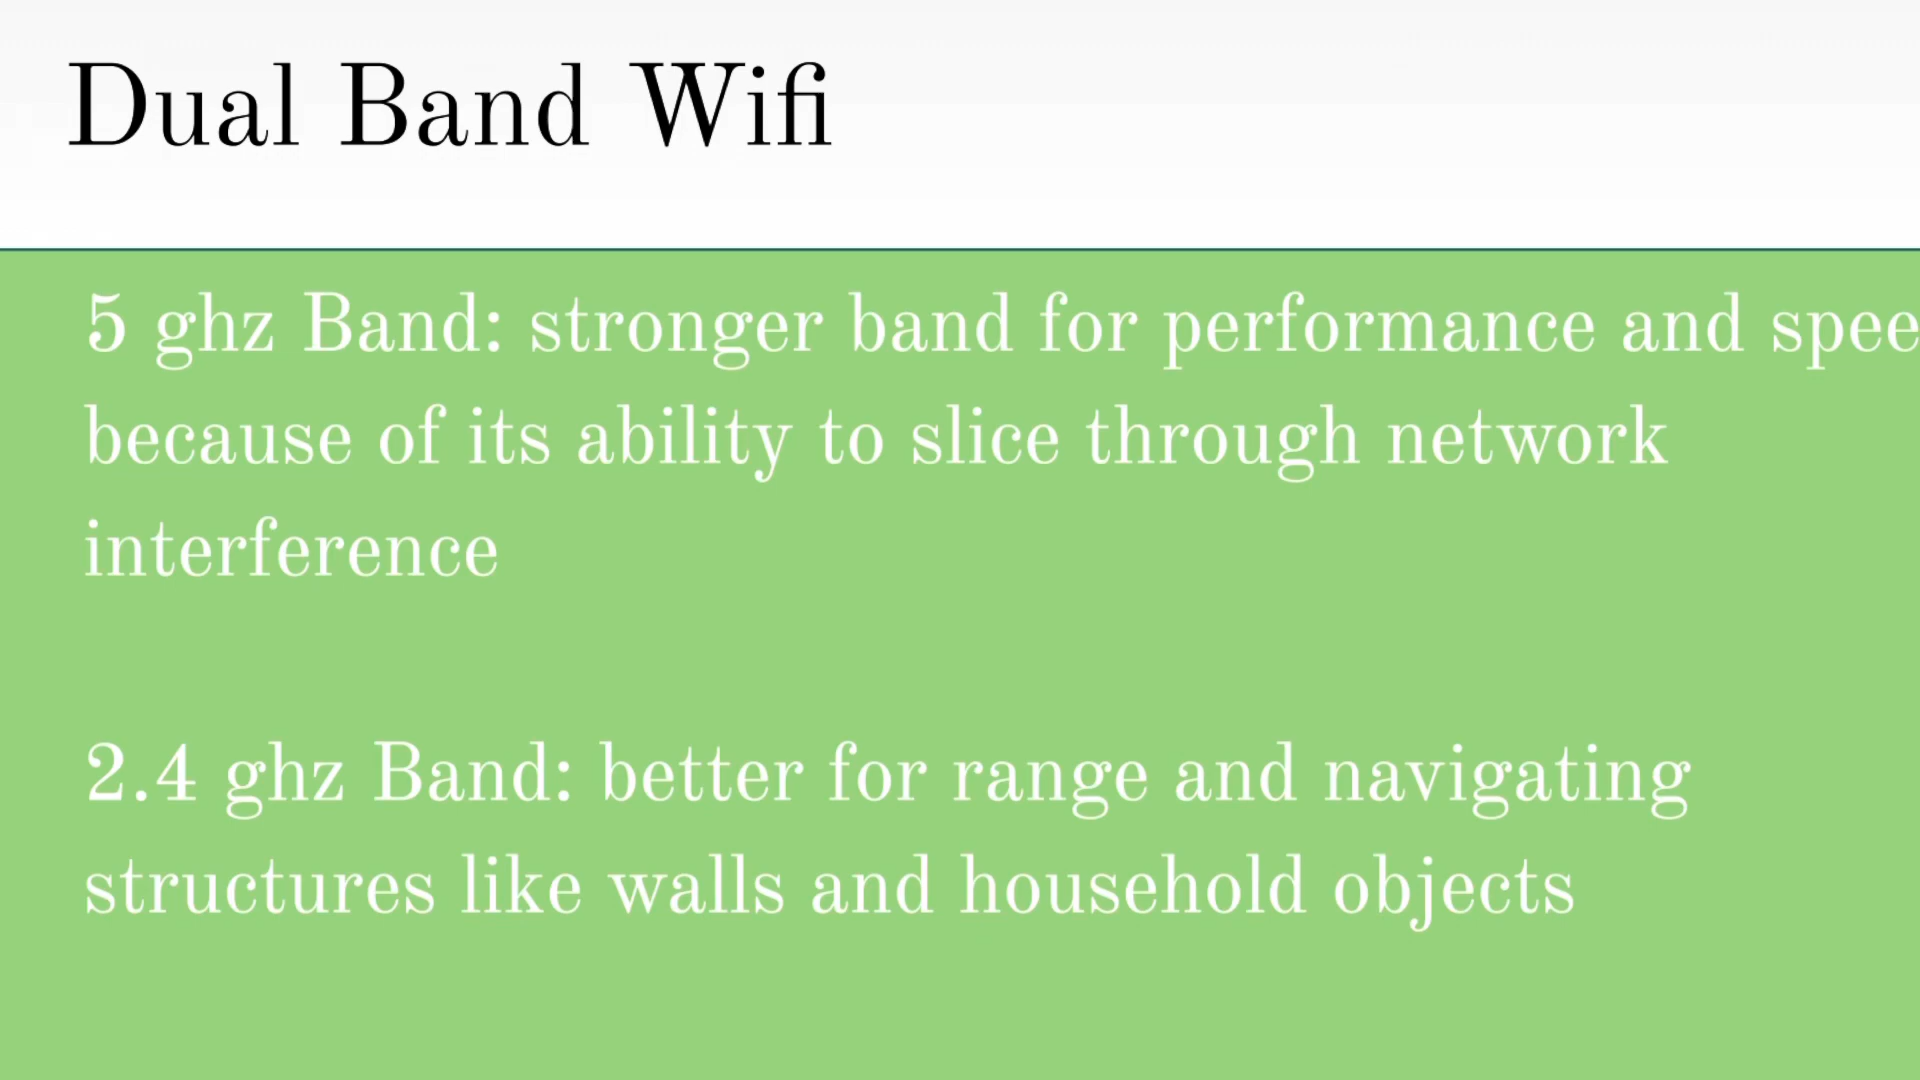 Dual Band Wifi
5 ghz Band: stronger band for performance and spee
because of its ability to slice through network
interference
2.4 ghz Band: better for range and navigating
structures like walls and household objects